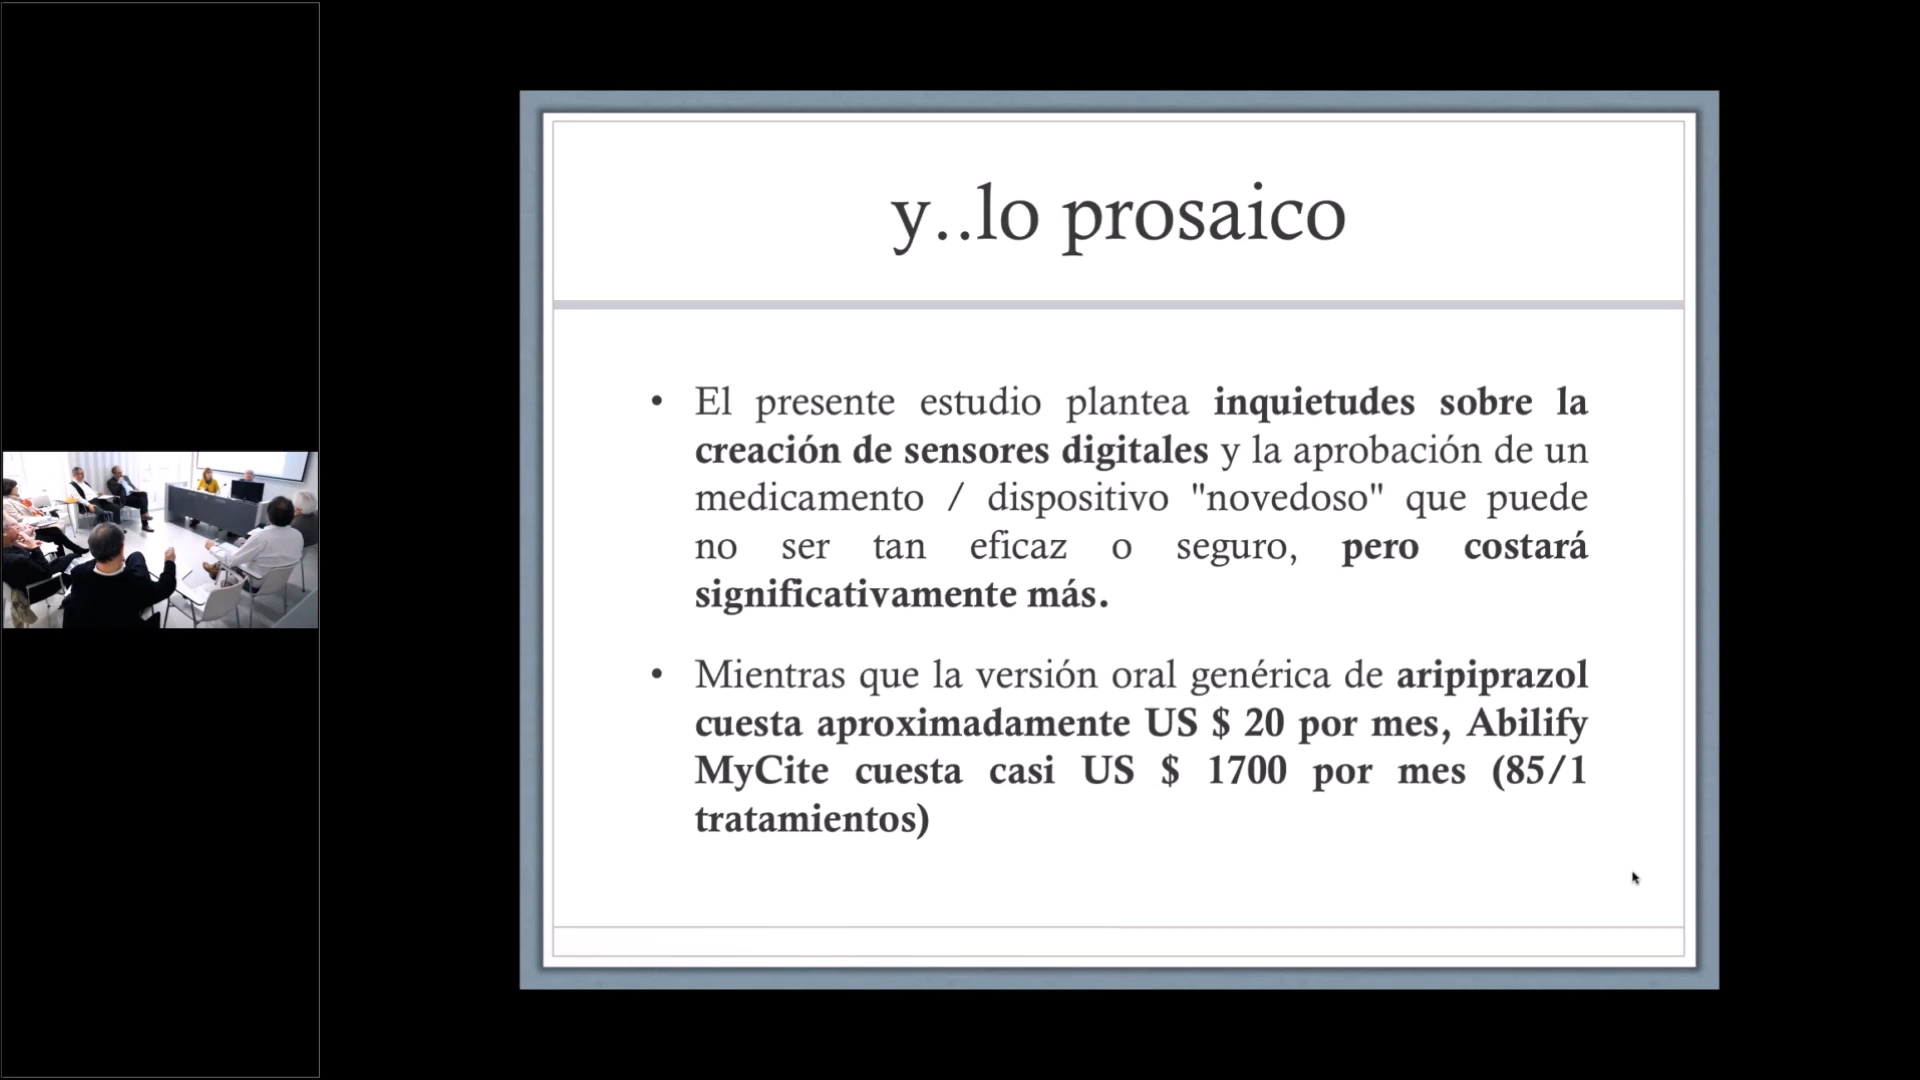 y..lo prosaico
• El presente estudio plantea inquietudes sobre la
creación de sensores digitales y la aprobación de un
medicamento / dispositivo "novedoso" que puede
no ser tan eficaz o seguro, pero costará
significativamente más.
• Mientras que la versión oral genérica de aripiprazol
cuesta aproximadamente US $ 20 por mes, Abilify
MyCite cuesta casi US $ 1700 por mes (85/1
tratamientos)